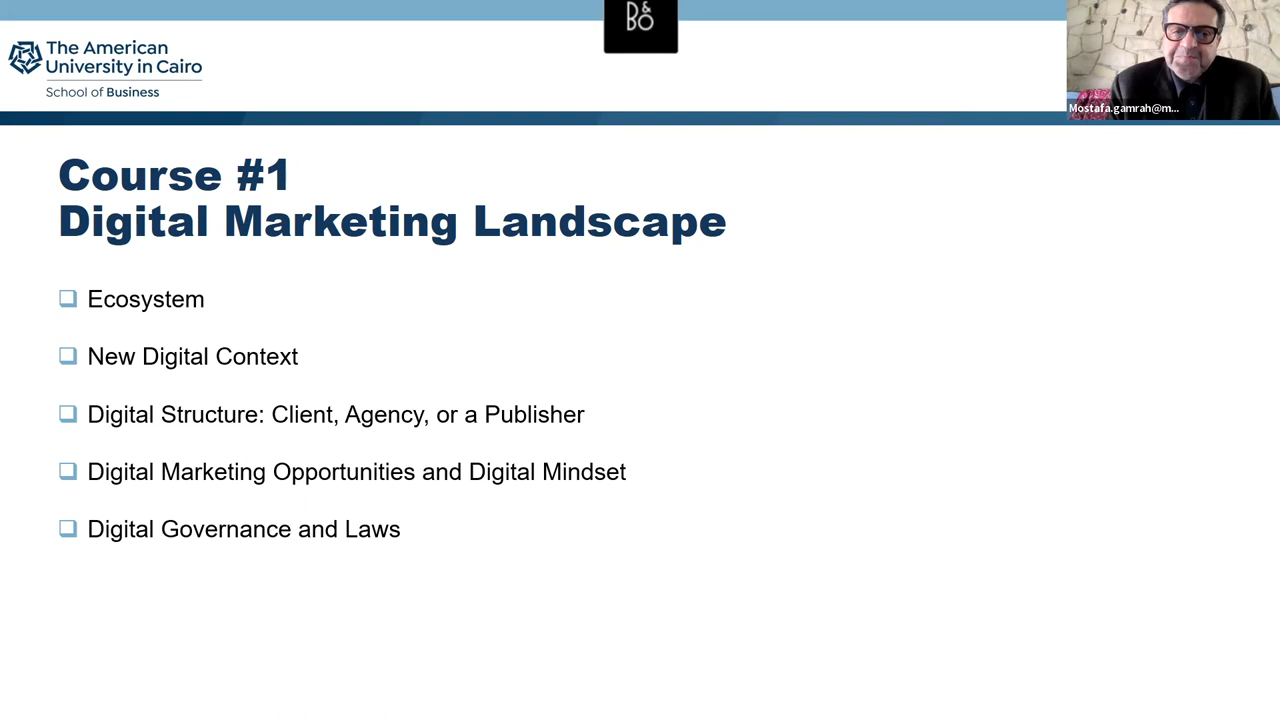 The American
University in Cairo
School of Business
B&O
Mostafa.gamrah@m...
Course #1
Digital Marketing Landscape
Ecosystem
New Digital Context
Digital Structure: Client, Agency, or a Publisher
Digital Marketing Opportunities and Digital Mindset
Digital Governance and Laws